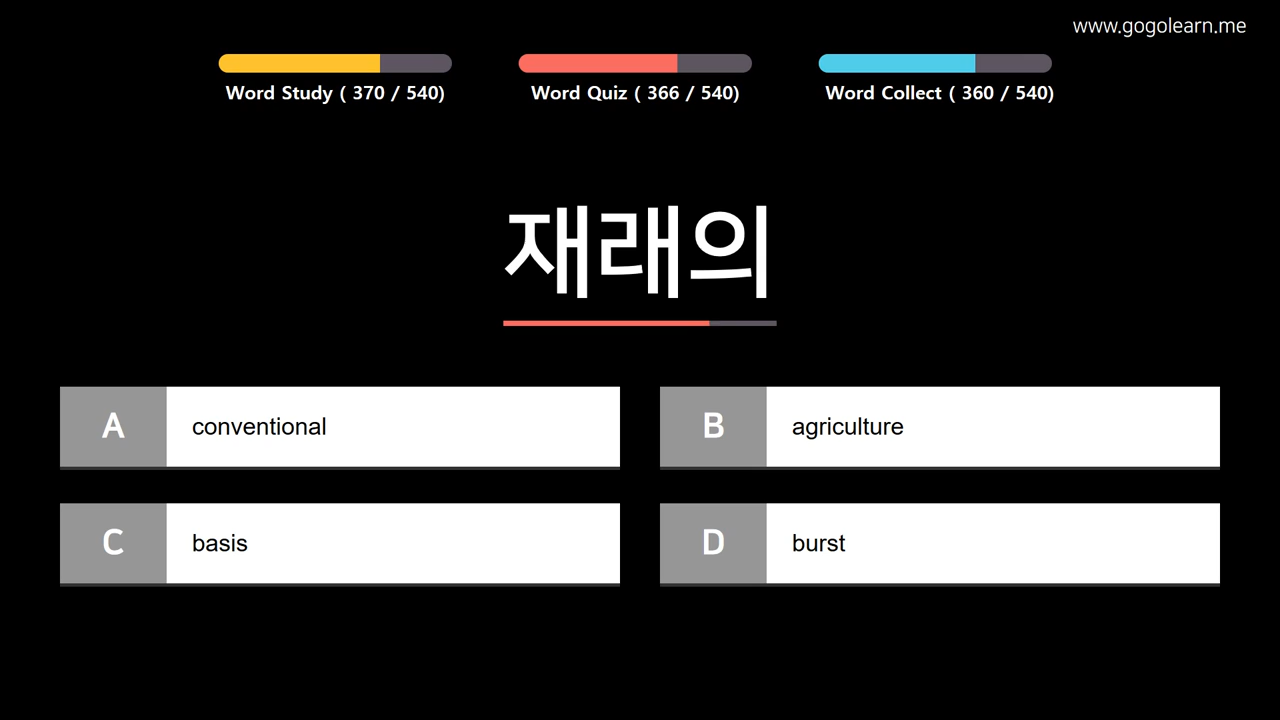 www.gogolearn.me
Word Study ( 370 / 540)
Word Quiz ( 366 / 540)
Word Collect ( 360 / 540)
재래의
A conventional
B agriculture
C basis
D burst